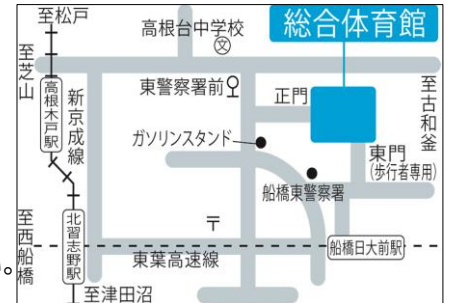 至松戸
高根台中学校
文
総合体育館
至芝山
高根木戸駅
新京成線
東警察署前
正門
至古和釜
ガソリンスタンド
東門
(歩行者専用)
船橋東警察署
至西船橋
北習志野駅
〒
東葉高速線
船橋日大前駅
至津田沼
。